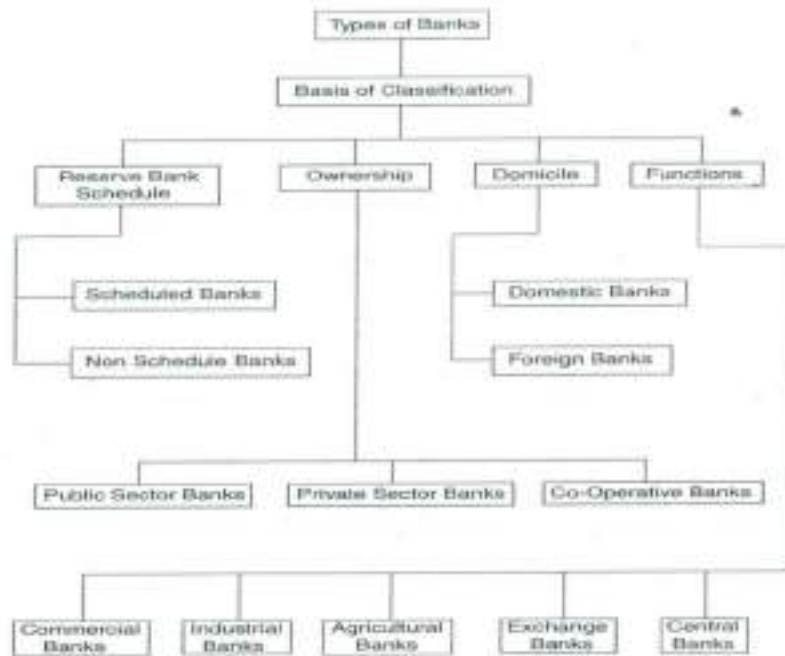 Types of Banks
Basis of Classification
Reserve Bank
Schedule
Ownership
Domicile
Functions
Scheduled Banks
Non Schedule Banks
Domestic Banks
Foreign Banks
Public Sector Banks
Private Sector Banks
Co-Operative Banks
Commercial
Banks
Industrial
Banks
Agricultural
Banks
Exchange
Banks
Central
Banks